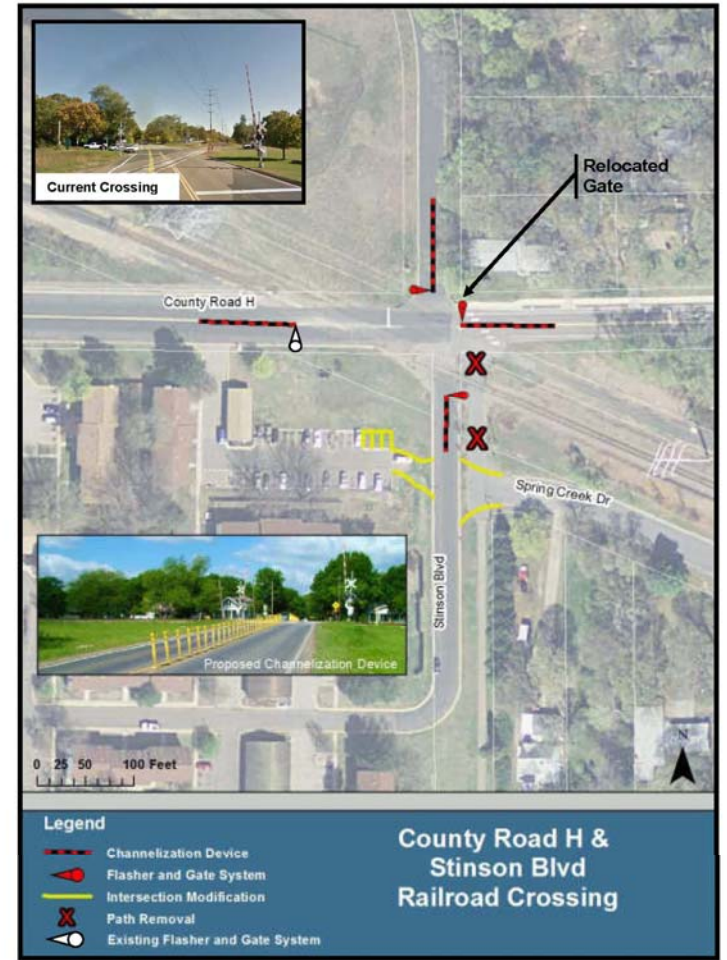 Current Crossing
Relocated
Gate
County Road H
Spring Creek Dr
Stinson Blvd
Proposed Channelization Device
0 25 50 100 Feet
N
Legend
Channelization Device
Flasher and Gate System
Intersection Modification
X Path Removal
Existing Flasher and Gate System
County Road H &
Stinson Blvd
Railroad Crossing